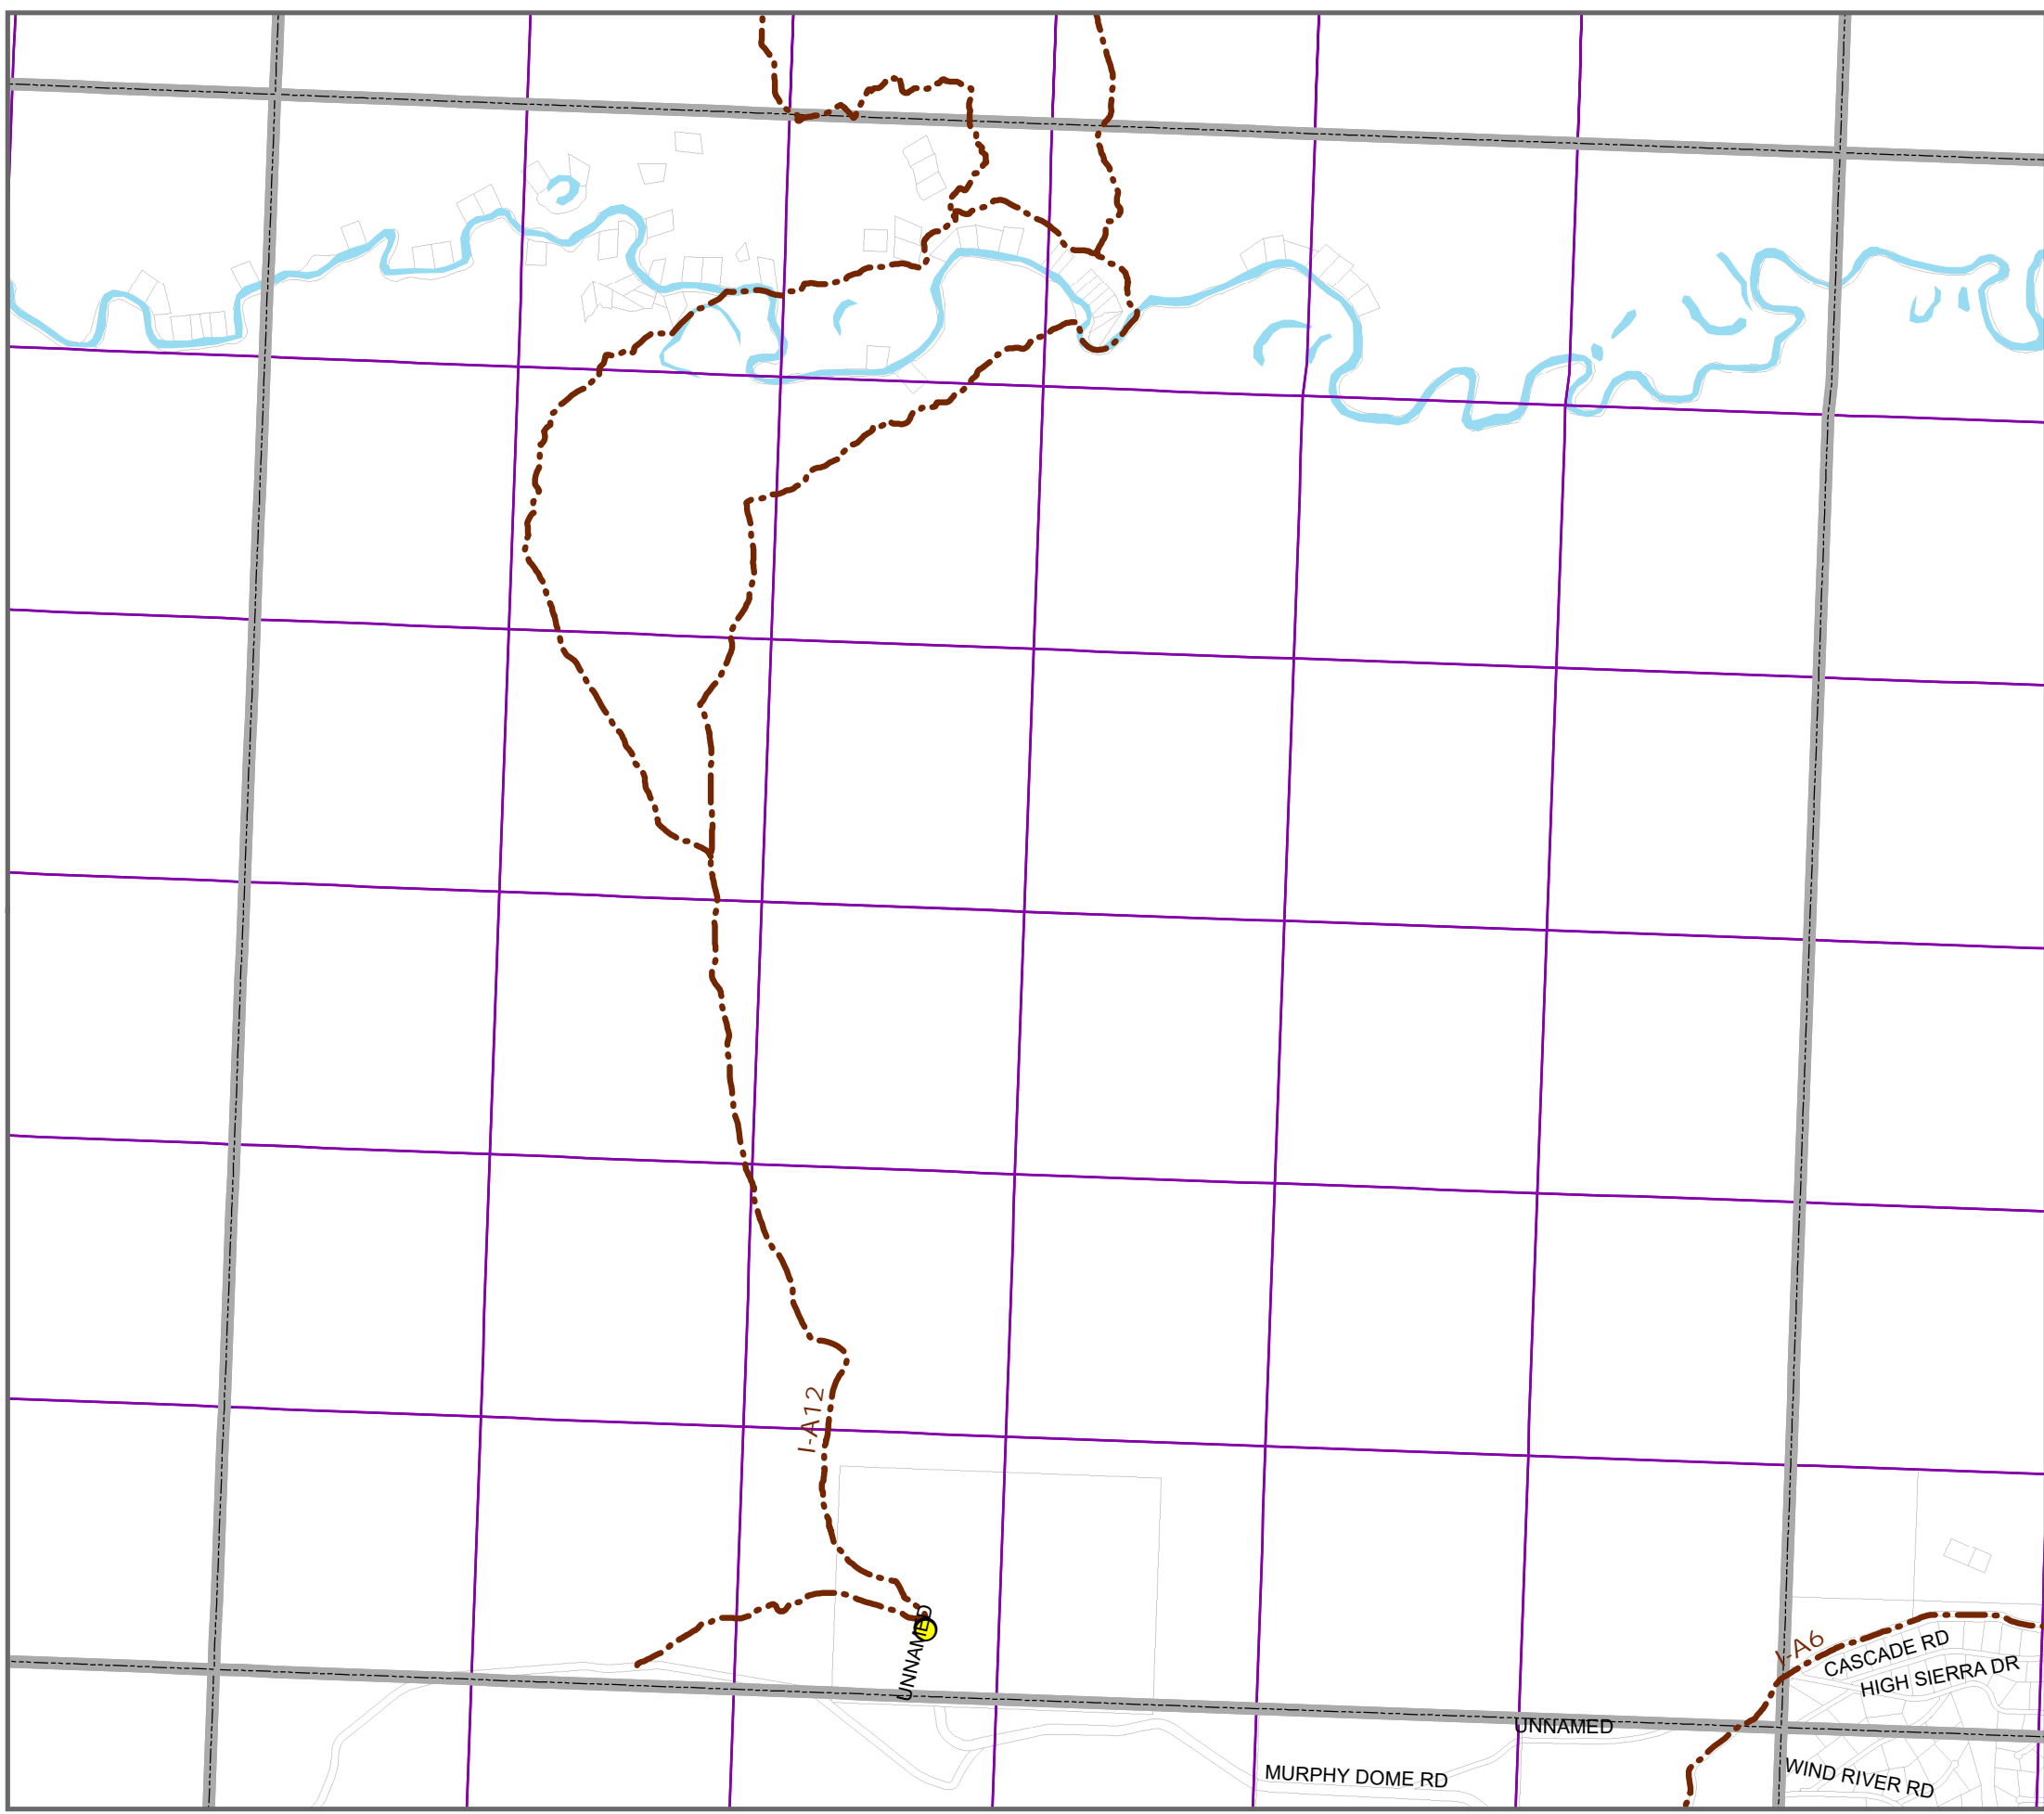 I-A12
UNNAMED
I-A6
CASCADE RD
HIGH SIERRA DR
UNNAMED
MURPHY DOME RD
WIND RIVER RD